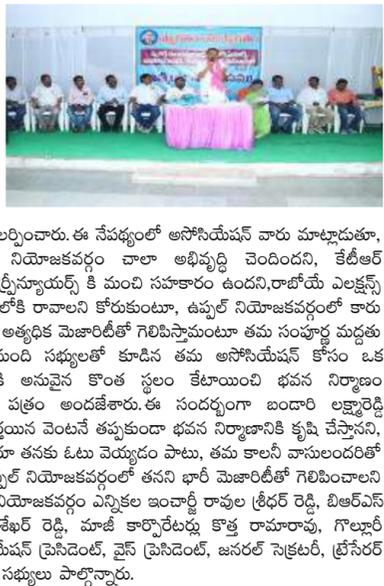 లర్పించారు.ఈ నేపథ్యంలో అసోసియేషన్ వారు మాట్లాడుతూ,
నియోజకవర్గం చాలా అభివృద్ధి చెందిందని, కేటీఆర్
ర్ప్రీన్యూయర్స్ కి మంచి సహకారం ఉందని,రాబోయే ఎలక్షన్స్
లోకి రావాలని కోరుకుంటూ, ఉప్పల్ నియోజకవర్గంలో కారు
అత్యధిక మెజారిటీతో గెలిపిస్తామంటూ తమ సంపూర్ణ మద్దతు
మంది సభ్యులతో కూడిన తమ అసోసియేషన్ కోసం ఒక
కి అనువైన కొంత స్థలం కేటాయించి భవన నిర్మాణం
పత్రం అందజేశారు.ఈ సందర్భంగా బండారి లక్ష్మారెడ్డి
యిన వెంటనే తప్పకుండా భవన నిర్మాణానికి కృషి చేస్తానని,
తనకు ఓటు వెయ్యడం పాటు, తమ కాలనీ వాసులందరితో
ప్పల్ నియోజకవర్గంలో తనని భారీ మెజారిటీతో గెలిపించాలని
నియోజకవర్గం ఎన్నికల ఇంచార్జీ రావుల శ్రీధర్ రెడ్డి, బిఆర్ఎస్
శేఖర్ రెడ్డి, మాజీ కార్పొరేటర్లు కొత్త రామారావు, గొల్లూరి
మేషన్ ప్రెసిడెంట్, వైస్ ప్రెసిడెంట్, జనరల్ సెక్రటరీ, ట్రేసేరర్
సభ్యులు పాల్గొన్నారు.